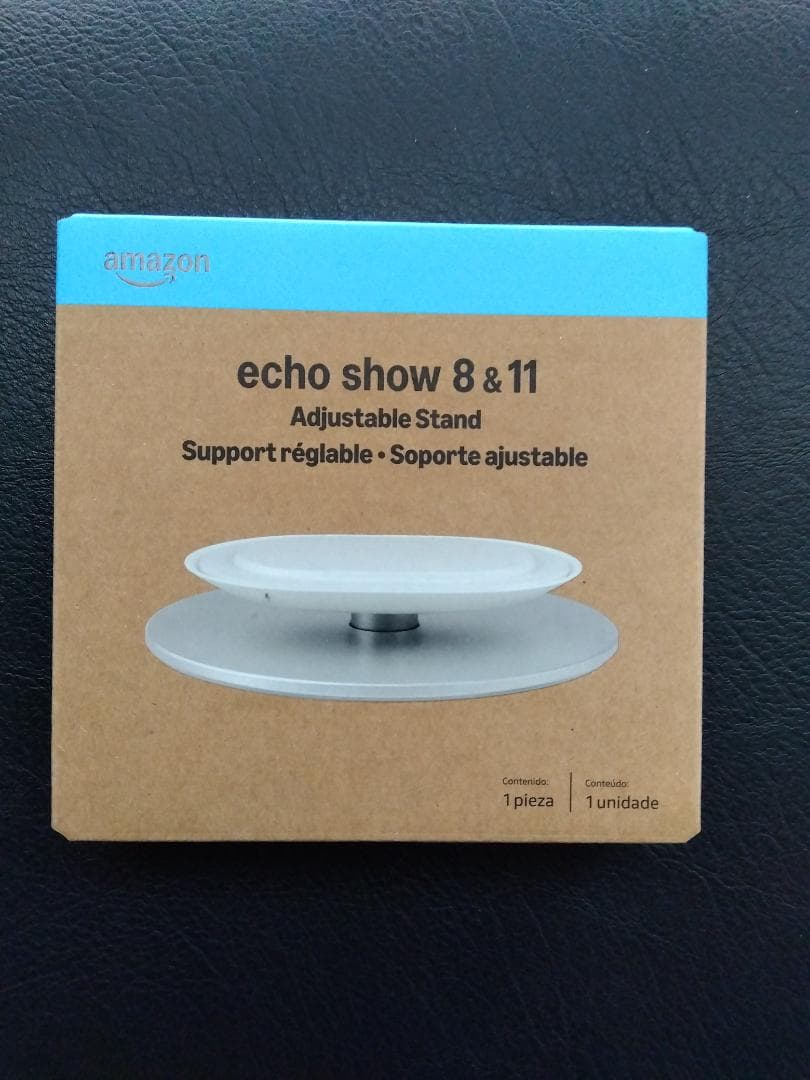 amazon
echo show 8 & 11
Adjustable Stand
Support réglable • Soporte ajustable
Contenido:
1 pieza
Conteúdo:
1 unidade